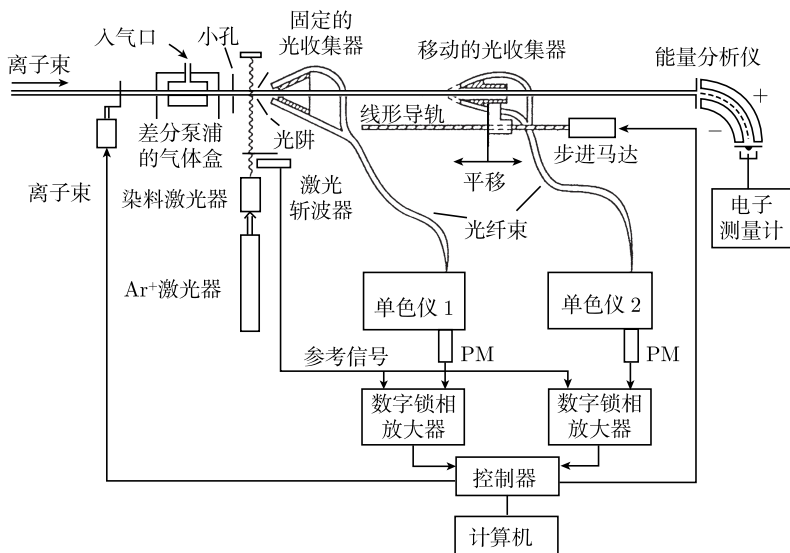 离子束
入气口
小孔
固定的
光收集器
移动的光收集器
能量分析仪
差分泵浦
的气体盒
光阱
线形导轨
步进马达
平移
+
−
离子束
染料激光器
激光
斩波器
光纤束
电子
测量计
Ar⁺激光器
单色仪 1
单色仪 2
PM
PM
参考信号
数字锁相
放大器
数字锁相
放大器
控制器
计算机